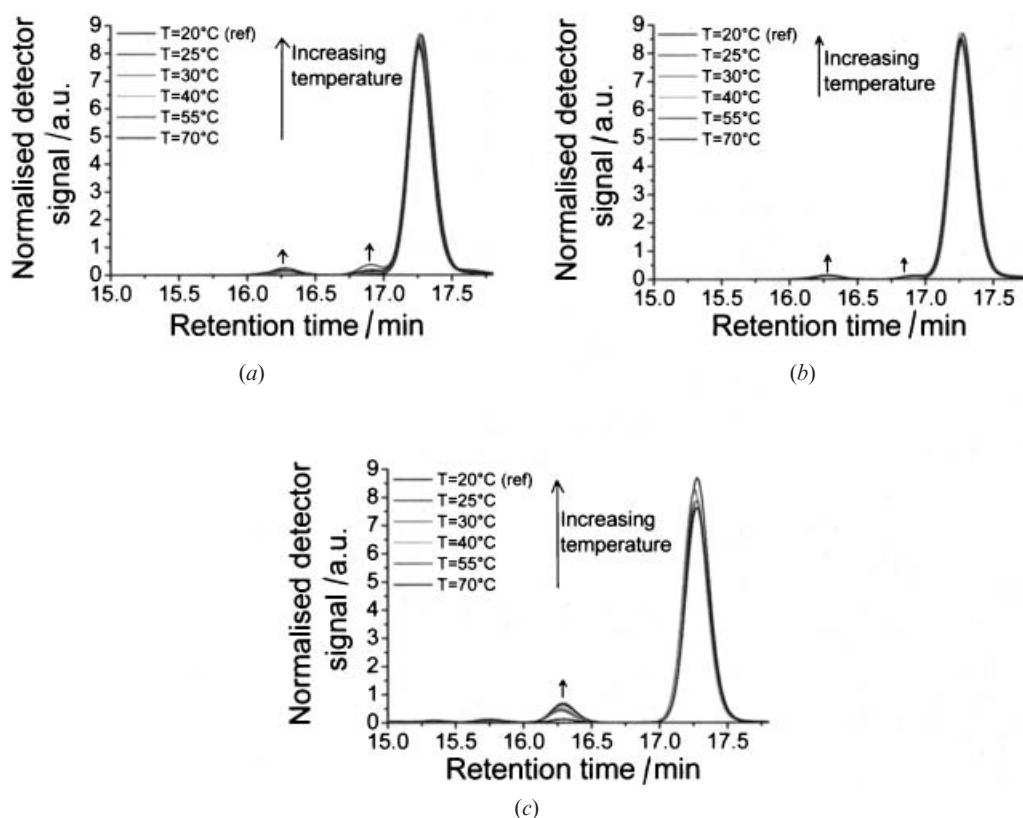 Normalised detector
signal /a.u.
9
8
7
6
5
4
3
2
1
0
T=20°C (ref)
T=25°C
T=30°C
T=40°C
T=55°C
T=70°C
Increasing
temperature
15.0 15.5 16.0 16.5 17.0 17.5
Retention time /min
(a)
Normalised detector
signal /a.u.
9
8
7
6
5
4
3
2
1
0
T=20°C (ref)
T=25°C
T=30°C
T=40°C
T=55°C
T=70°C
Increasing
temperature
15.0 15.5 16.0 16.5 17.0 17.5
Retention time /min
(b)
Normalised detector
signal /a.u.
9
8
7
6
5
4
3
2
1
0
T=20°C (ref)
T=25°C
T=30°C
T=40°C
T=55°C
T=70°C
Increasing
temperature
15.0 15.5 16.0 16.5 17.0 17.5
Retention time /min
(c)